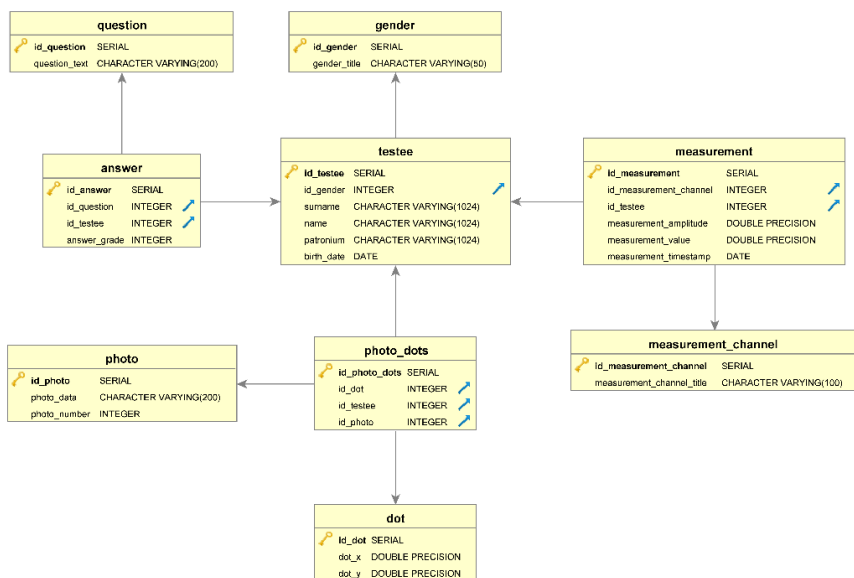 question
id_question SERIAL
question_text CHARACTER VARYING(200)
gender
id_gender SERIAL
gender_title CHARACTER VARYING(50)
answer
id_answer SERIAL
id_question INTEGER
id_testee INTEGER
answer_grade INTEGER
testee
id_testee SERIAL
id_gender INTEGER
surname CHARACTER VARYING(1024)
name CHARACTER VARYING(1024)
patronium CHARACTER VARYING(1024)
birth_date DATE
measurement
id_measurement SERIAL
id_measurement_channel INTEGER
id_testee INTEGER
measurement_amplitude DOUBLE PRECISION
measurement_value DOUBLE PRECISION
measurement_timestamp DATE
photo
id_photo SERIAL
photo_data CHARACTER VARYING(200)
photo_number INTEGER
photo_dots
id_photo_dots SERIAL
id_dot INTEGER
id_testee INTEGER
id_photo INTEGER
measurement_channel
id_measurement_channel SERIAL
measurement_channel_title CHARACTER VARYING(100)
dot
id_dot SERIAL
dot_x DOUBLE PRECISION
dot_y DOUBLE PRECISION